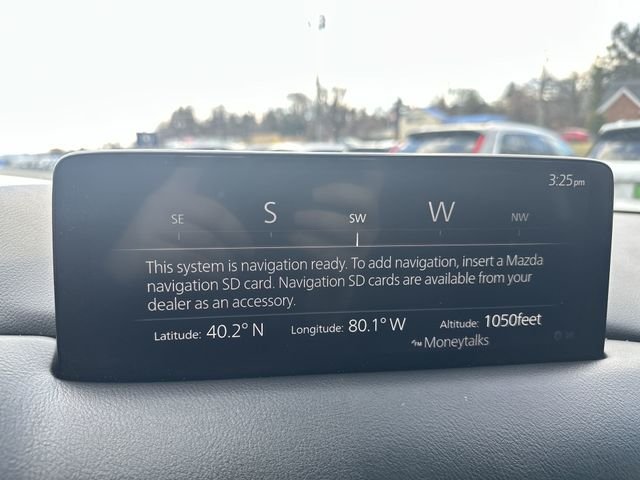 3:25pm
SE S SW W NW
This system is navigation ready. To add navigation, insert a Mazda
navigation SD card. Navigation SD cards are available from your
dealer as an accessory.
Latitude: 40.2° N Longitude: 80.1° W Altitude: 1050feet
FM Moneytalks